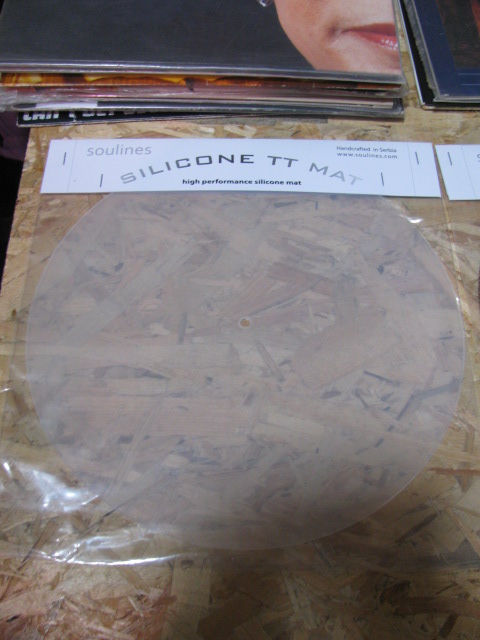 soulines
Handcrafted in Serbia
www.soulines.com
SILICONE TT MAT
high performance silicone mat